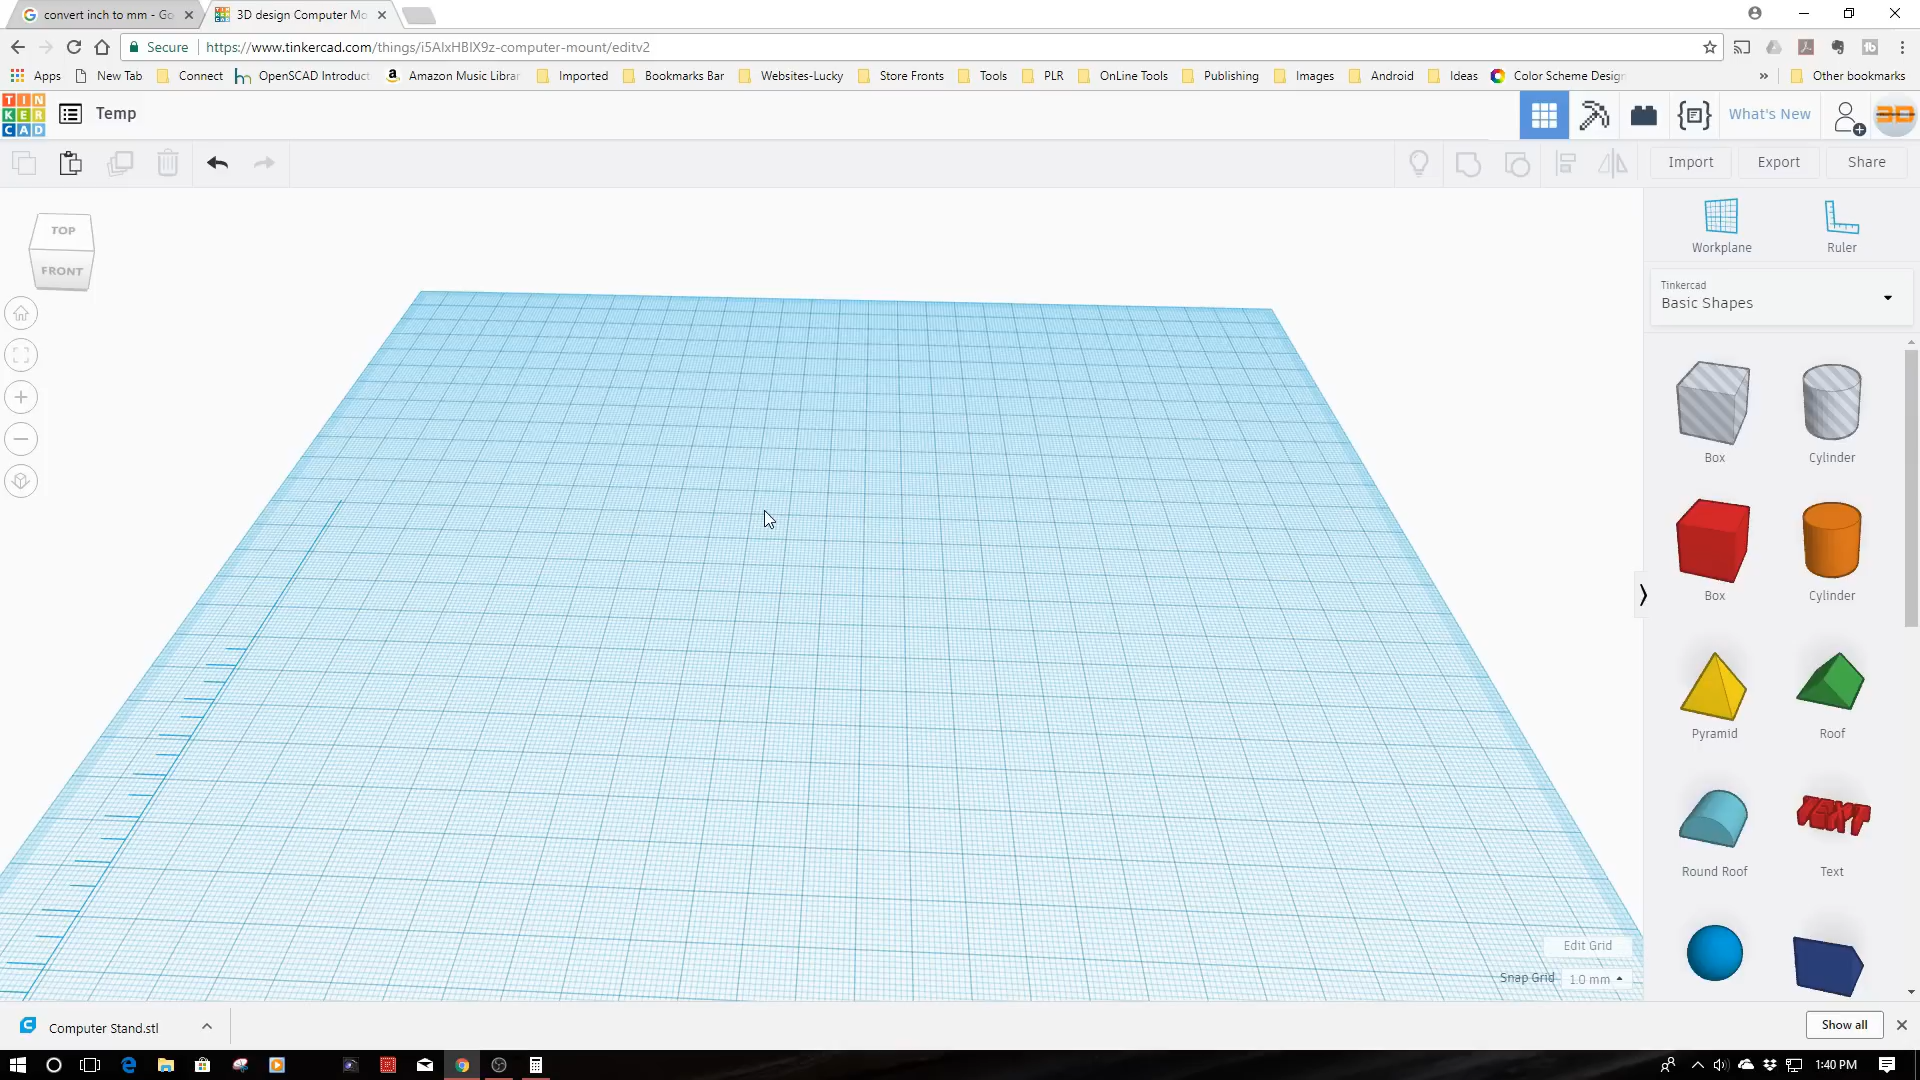 convert inch to mm - Go
3D design Computer Mo
Secure
https://www.tinkercad.com/things/i5AlxHBlX9z-computer-mount/editv2
Apps
New Tab
Connect
OpenSCAD Introduct
Amazon Music Librar
Imported
Bookmarks Bar
Websites-Lucky
Store Fronts
Tools
PLR
OnLine Tools
Publishing
Images
Android
Ideas
Color Scheme Design
Other bookmarks
TIN
KER
CAD
Temp
What's New
3D
Import
Export
Share
TOP
FRONT
Workplane
Ruler
Tinkercad
Basic Shapes
Box
Cylinder
Box
Cylinder
Pyramid
Roof
TEXT
Round Roof
Text
Edit Grid
Snap Grid
1.0 mm
Computer Stand.stl
Show all
1:40 PM